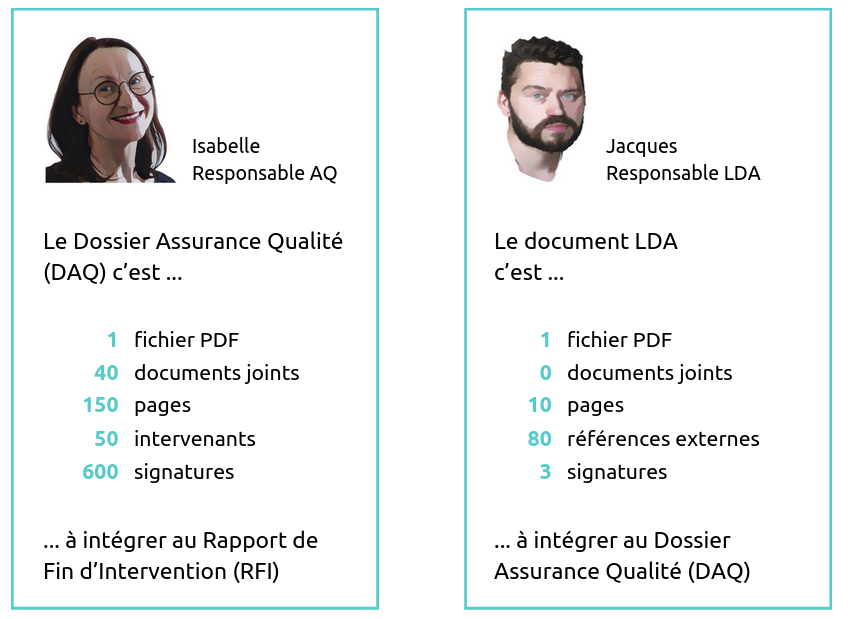 Isabelle
Responsable AQ
Le Dossier Assurance Qualité
(DAQ) c’est ...
1 fichier PDF
40 documents joints
150 pages
50 intervenants
600 signatures
... à intégrer au Rapport de
Fin d’Intervention (RFI)
Jacques
Responsable LDA
Le document LDA
c’est ...
1 fichier PDF
0 documents joints
10 pages
80 références externes
3 signatures
... à intégrer au Dossier
Assurance Qualité (DAQ)